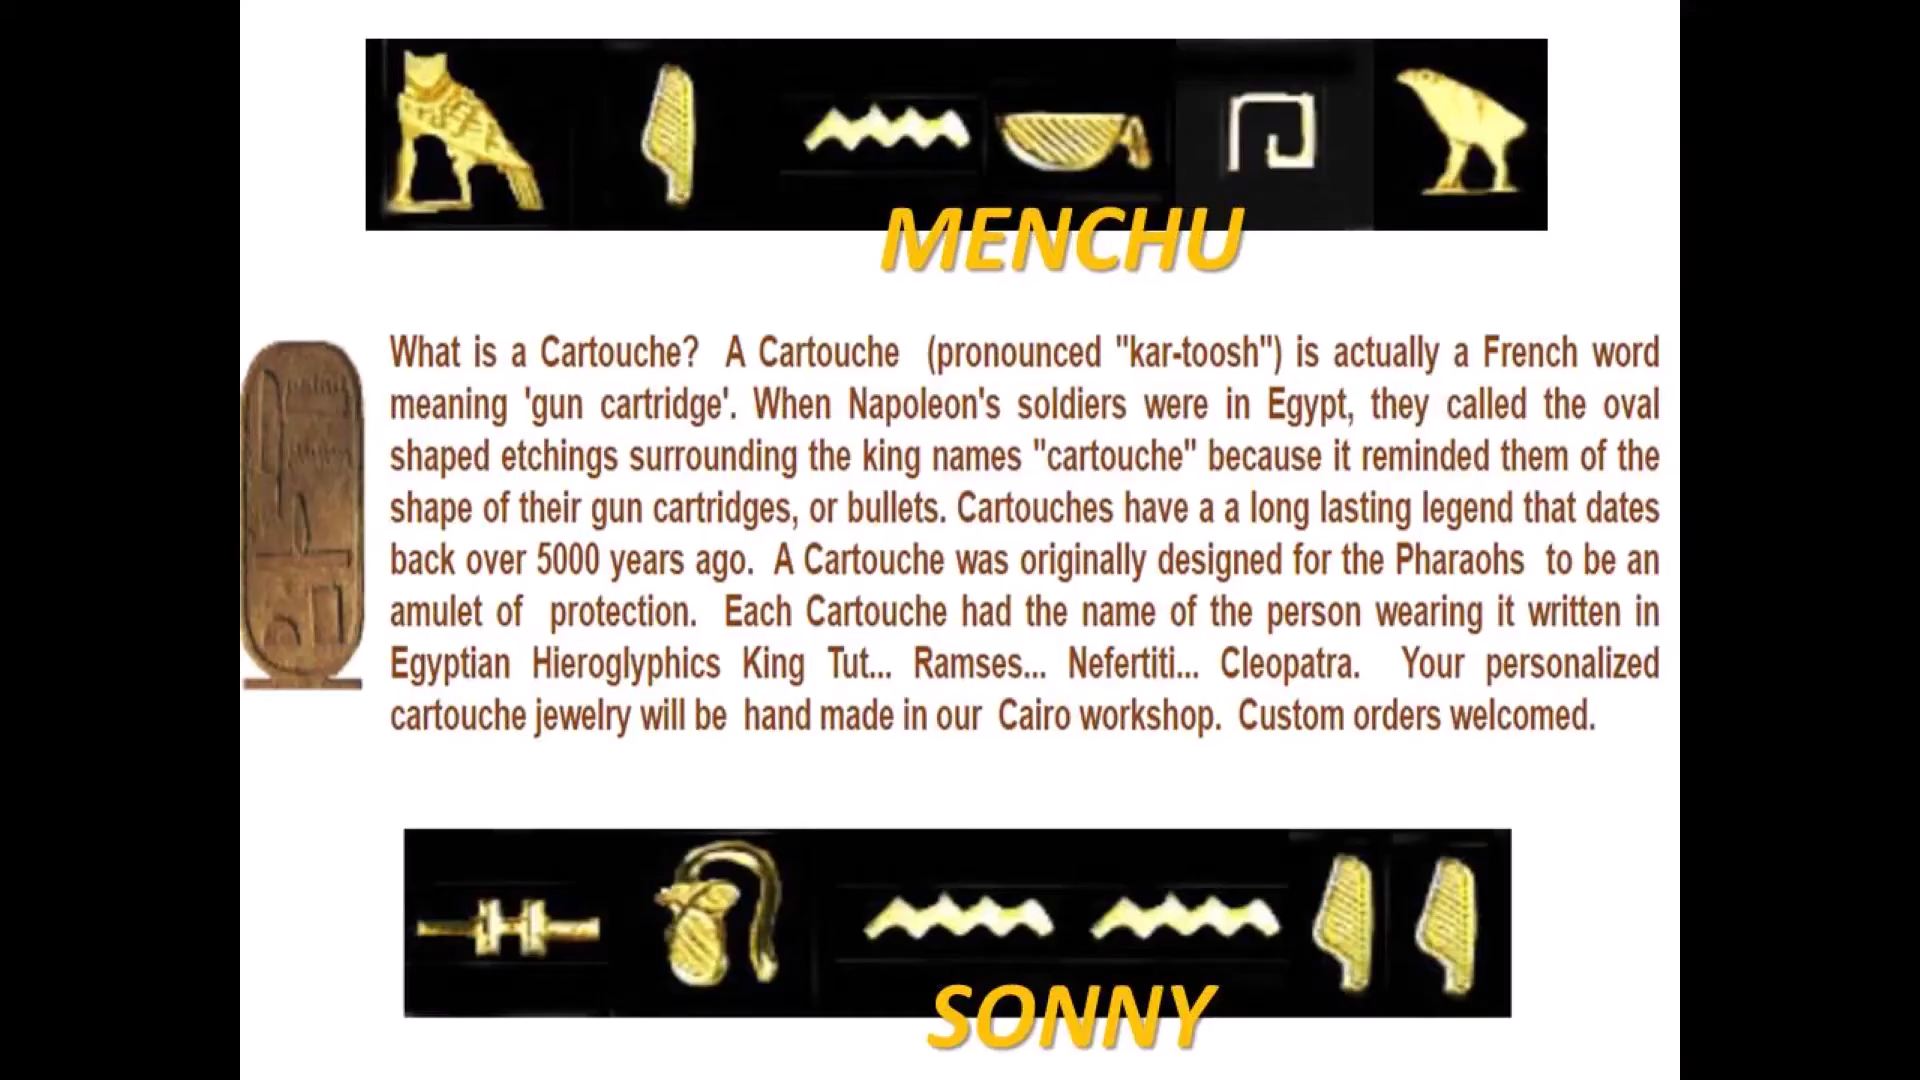 MENCHU
What is a Cartouche? A Cartouche (pronounced "kar-toosh") is actually a French word
meaning 'gun cartridge'. When Napoleon's soldiers were in Egypt, they called the oval
shaped etchings surrounding the king names "cartouche" because it reminded them of the
shape of their gun cartridges, or bullets. Cartouches have a a long lasting legend that dates
back over 5000 years ago. A Cartouche was originally designed for the Pharaohs to be an
amulet of protection. Each Cartouche had the name of the person wearing it written in
Egyptian Hieroglyphics King Tut... Ramses... Nefertiti... Cleopatra. Your personalized
cartouche jewelry will be hand made in our Cairo workshop. Custom orders welcomed.
SONNY